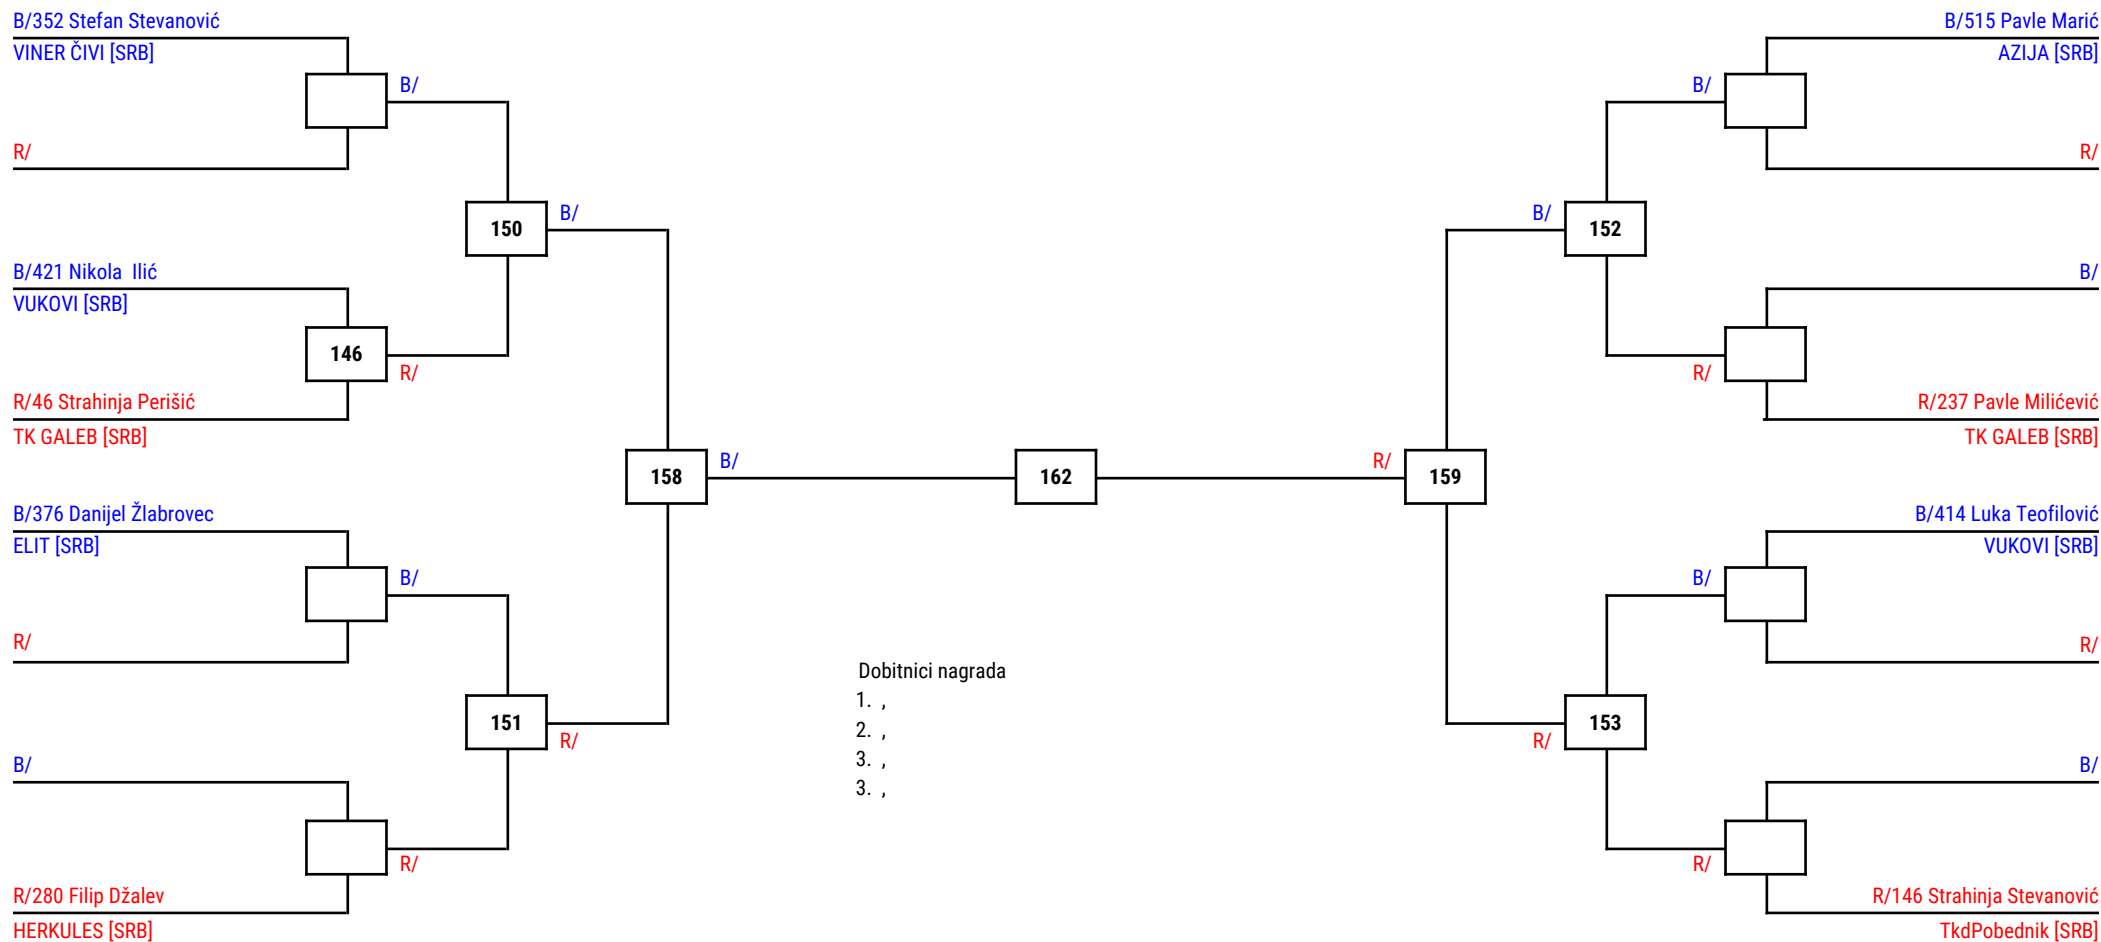 B/352 Stefan Stevanović
VINER ČIVI [SRB]
B/
R/
150
B/
B/421 Nikola  Ilić
VUKOVI [SRB]
146
R/
R/46 Strahinja Perišić
TK GALEB [SRB]
158
B/
B/376 Danijel Žlabrovec
ELIT [SRB]
B/
R/
151
R/
B/
R/
R/280 Filip Džalev
HERKULES [SRB]
162
Dobitnici nagrada
1. ,
2. ,
3. ,
3. ,
B/515 Pavle Marić
AZIJA [SRB]
B/
R/
B/
152
B/
R/
R/237 Pavle Milićević
TK GALEB [SRB]
R/
159
B/414 Luka Teofilović
VUKOVI [SRB]
B/
R/
153
R/
B/
R/
R/146 Strahinja Stevanović
TkdPobednik [SRB]